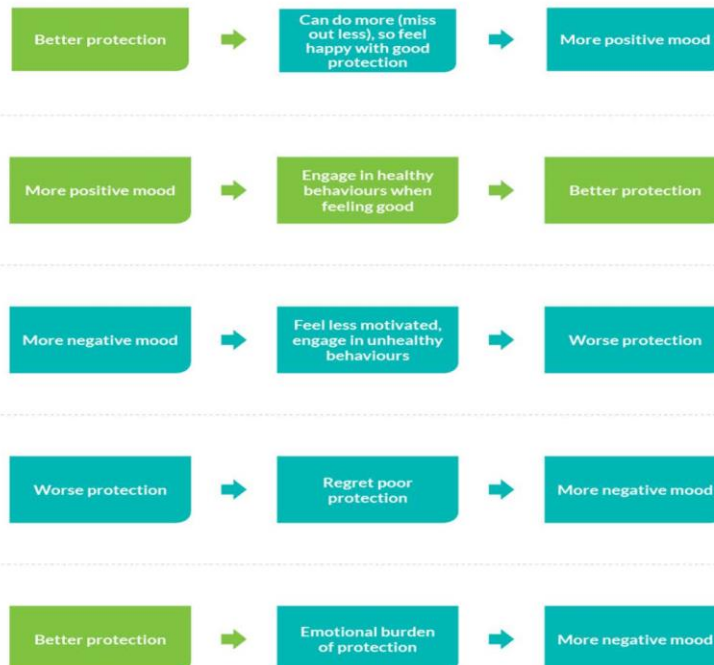 Better protection
Can do more (miss
out less), so feel
happy with good
protection
More positive mood
More positive mood
Engage in healthy
behaviours when
feeling good
Better protection
More negative mood
Feel less motivated,
engage in unhealthy
behaviours
Worse protection
Worse protection
Regret poor
protection
More negative mood
Better protection
Emotional burden
of protection
More negative mood